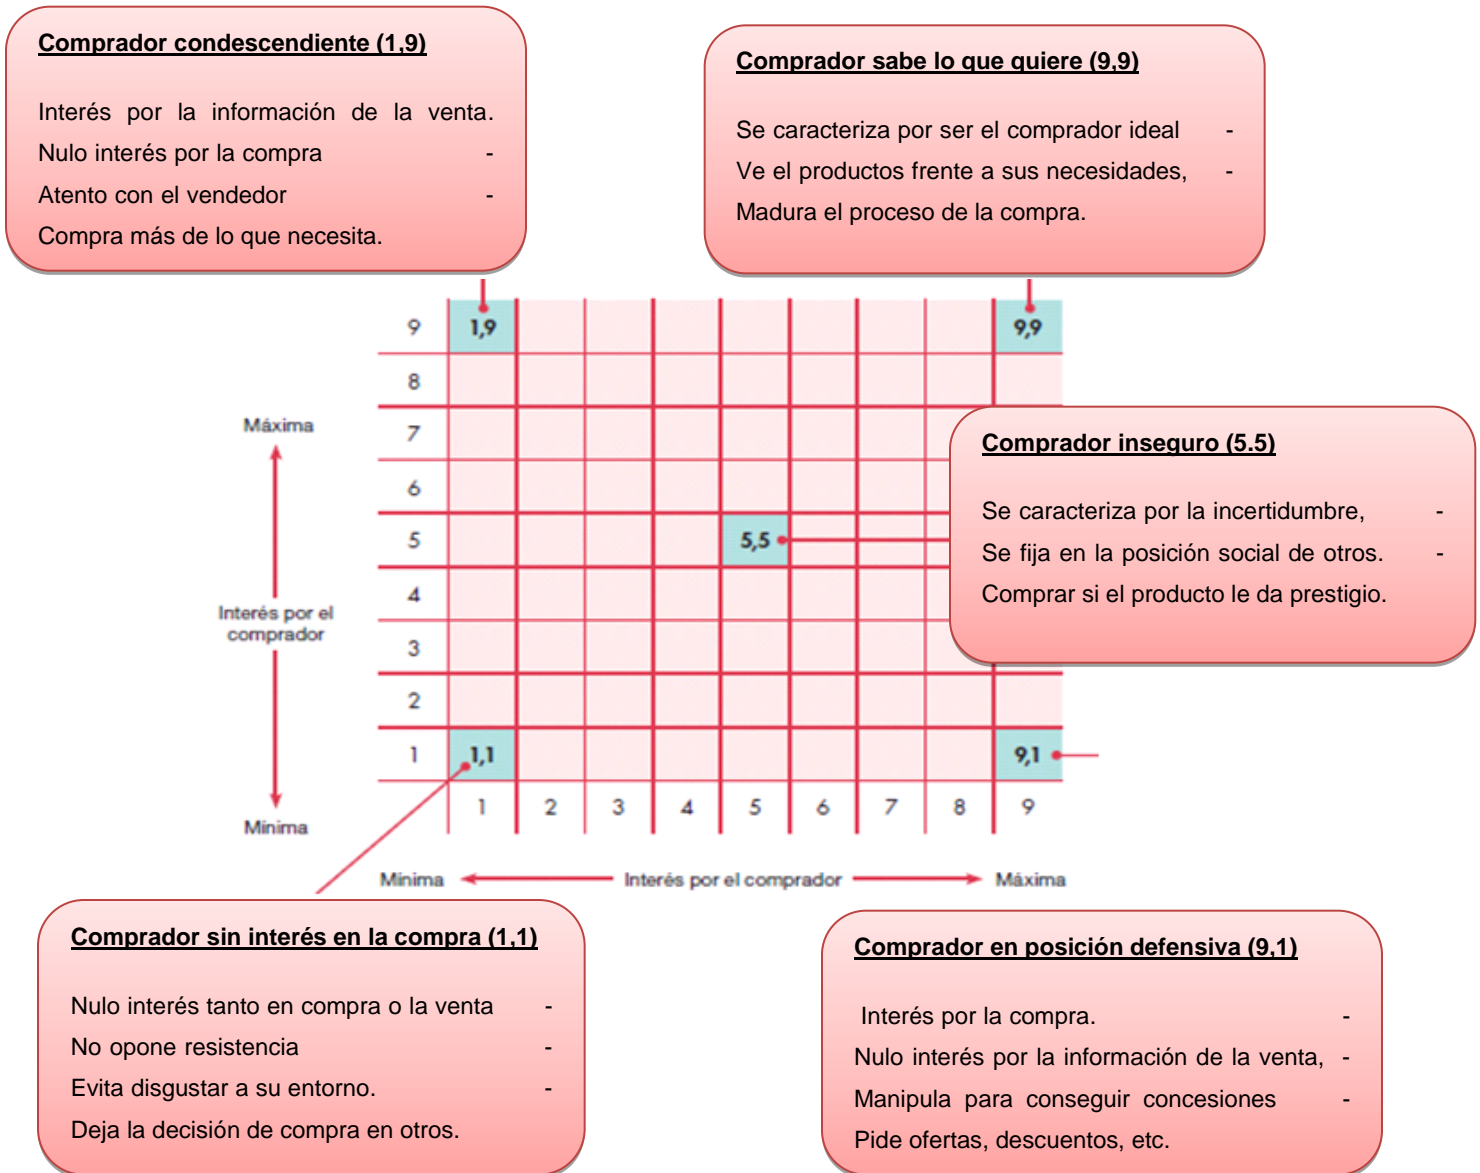 Comprador condescendiente (1,9)
Interés por la información de la venta.
Nulo interés por la compra -
Atento con el vendedor -
Compra más de lo que necesita.
Comprador sabe lo que quiere (9,9)
Se caracteriza por ser el comprador ideal -
Ve el productos frente a sus necesidades, -
Madura el proceso de la compra.
9 1,9 9,9
8
Máxima
7
6
5 5,5
4
Interés por el
comprador
3
2
1 1,1 9,1
Mínima
1 2 3 4 5 6 7 8 9
Mínima Interés por el comprador Máxima
Comprador inseguro (5.5)
Se caracteriza por la incertidumbre, -
Se fija en la posición social de otros. -
Comprar si el producto le da prestigio.
Comprador sin interés en la compra (1,1)
Nulo interés tanto en compra o la venta -
No opone resistencia -
Evita disgustar a su entorno. -
Deja la decisión de compra en otros.
Comprador en posición defensiva (9,1)
Interés por la compra. -
Nulo interés por la información de la venta, -
Manipula para conseguir concesiones -
Pide ofertas, descuentos, etc.